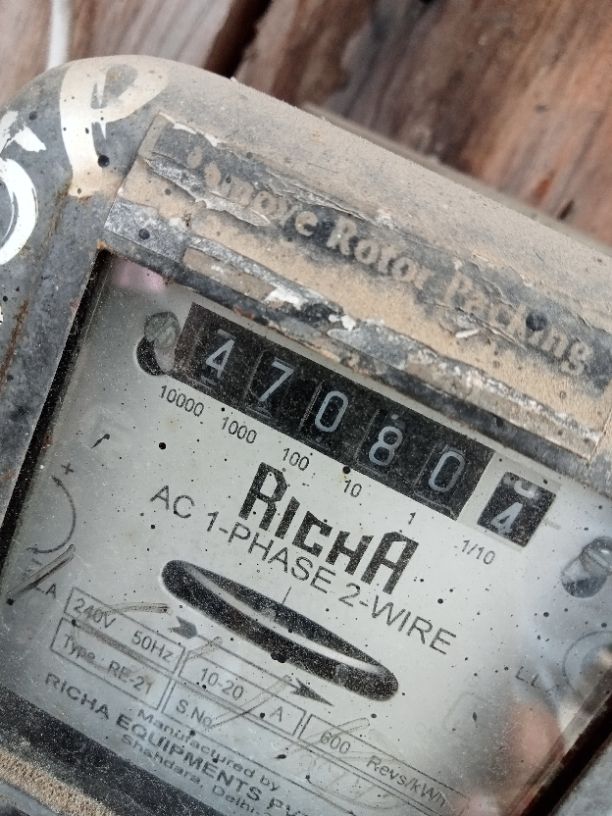 Remove Rotor Packing
47080 4
10000 1000 100 10 1 1/10
RICHA
AC 1-PHASE 2-WIRE
240V 50Hz 10-20 A 600 Revs/kWh
Type RE-21 S.No
Manufactured by
RICHA EQUIPMENTS PV
Shahdara, Delhi